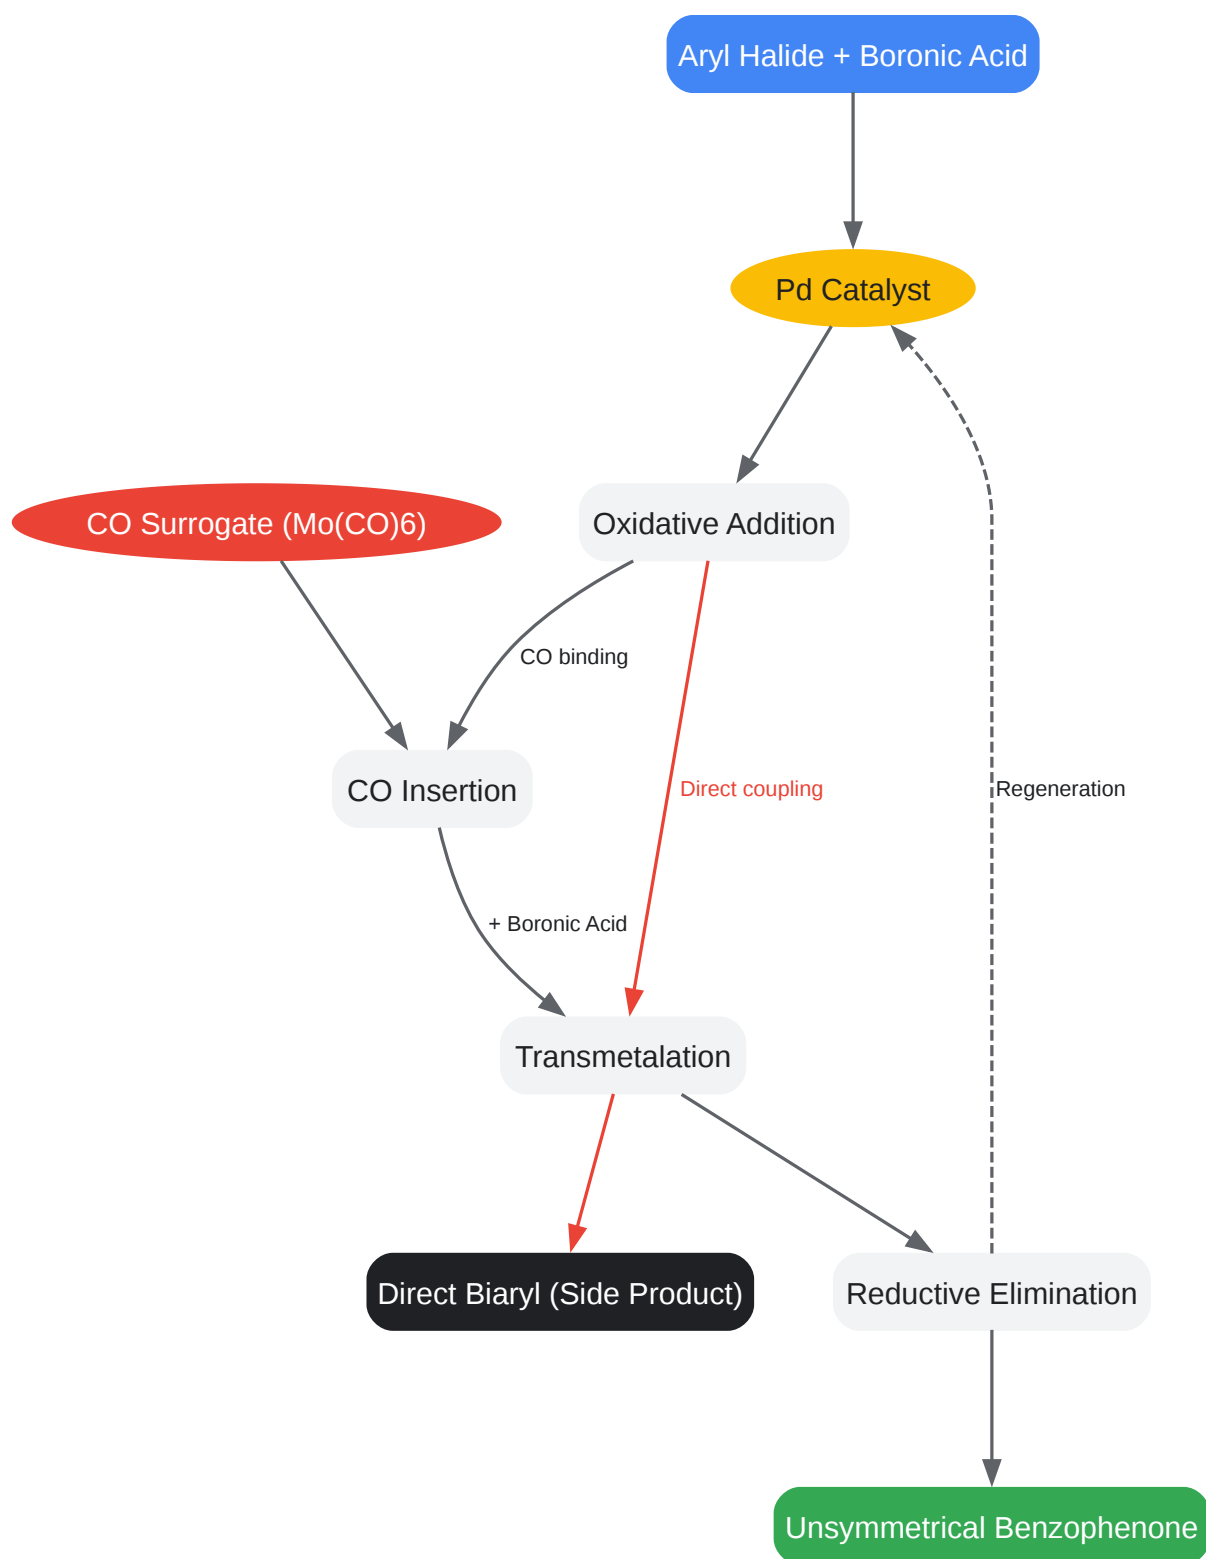 Aryl Halide + Boronic Acid
Pd Catalyst
CO Surrogate (Mo(CO)6)
Oxidative Addition
CO binding
CO Insertion
Direct coupling
Regeneration
+ Boronic Acid
Transmetalation
Direct Biaryl (Side Product)
Reductive Elimination
Unsymmetrical Benzophenone